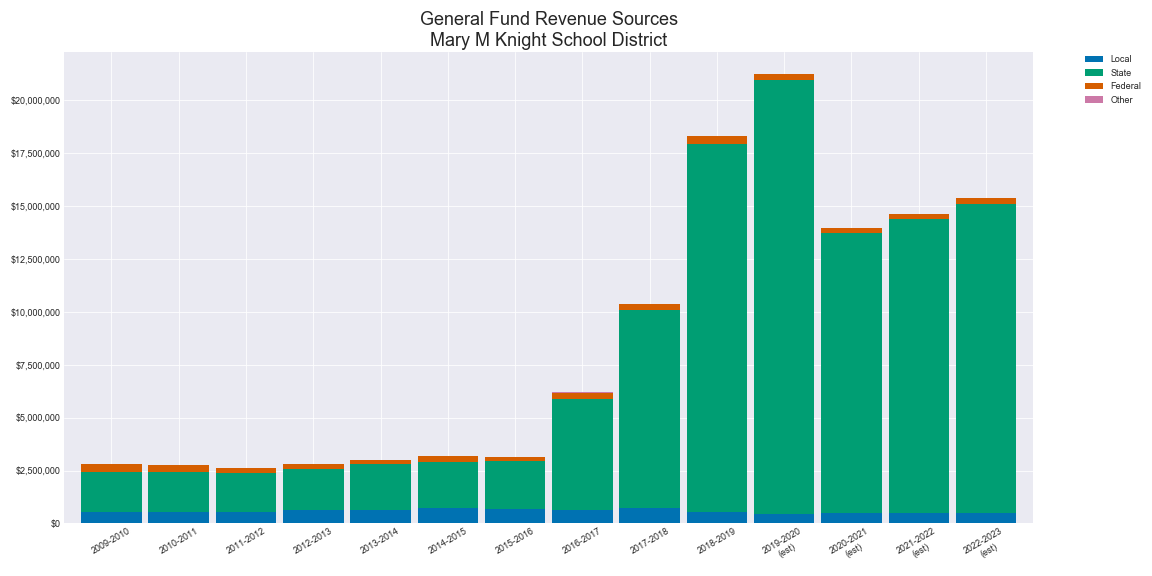 General Fund Revenue Sources
Mary M Knight School District
Local
State
Federal
Other
$20,000,000
$17,500,000
$15,000,000
$12,500,000
$10,000,000
$7,500,000
$5,000,000
$2,500,000
$0
2009-2010
2010-2011
2011-2012
2012-2013
2013-2014
2014-2015
2015-2016
2016-2017
2017-2018
2018-2019
2019-2020
(est)
2020-2021
(est)
2021-2022
(est)
2022-2023
(est)